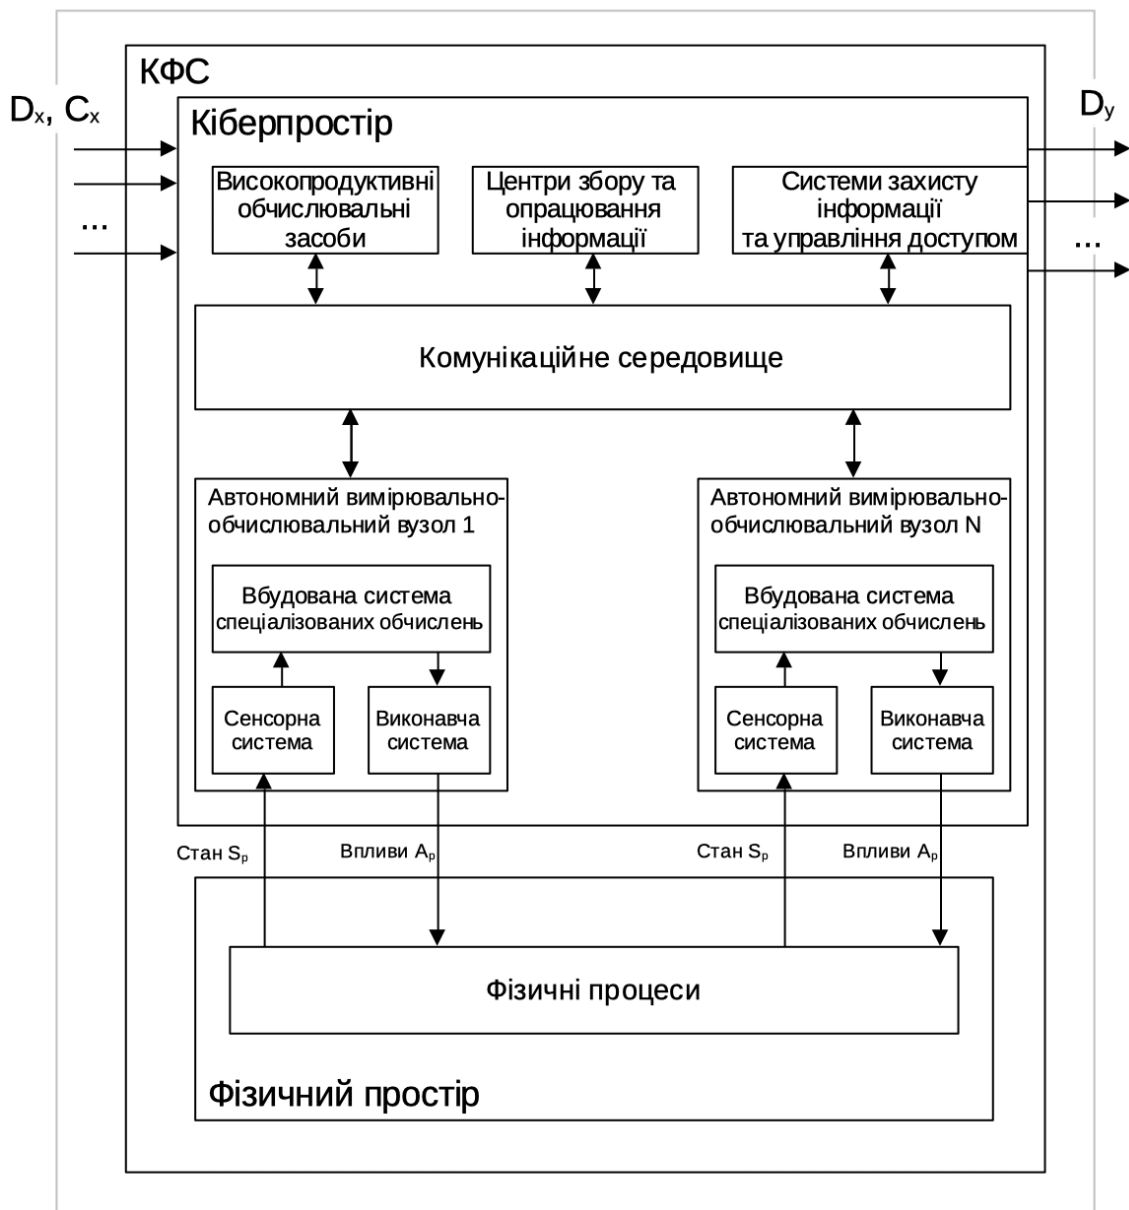 КФС
Dₓ, Cₓ
Dᵧ
Кіберпростір
Високопродуктивні
обчислювальні
засоби
Центри збору та
опрацювання
інформації
Системи захисту
інформації
та управління доступом
...
...
Комунікаційне середовище
Автономний вимірювально-
обчислювальний вузол 1
Автономний вимірювально-
обчислювальний вузол N
Вбудована система
спеціалізованих обчислень
Вбудована система
спеціалізованих обчислень
Сенсорна
система
Виконавча
система
Сенсорна
система
Виконавча
система
Стан Sₚ
Впливи Aₚ
Стан Sₚ
Впливи Aₚ
Фізичні процеси
Фізичний простір